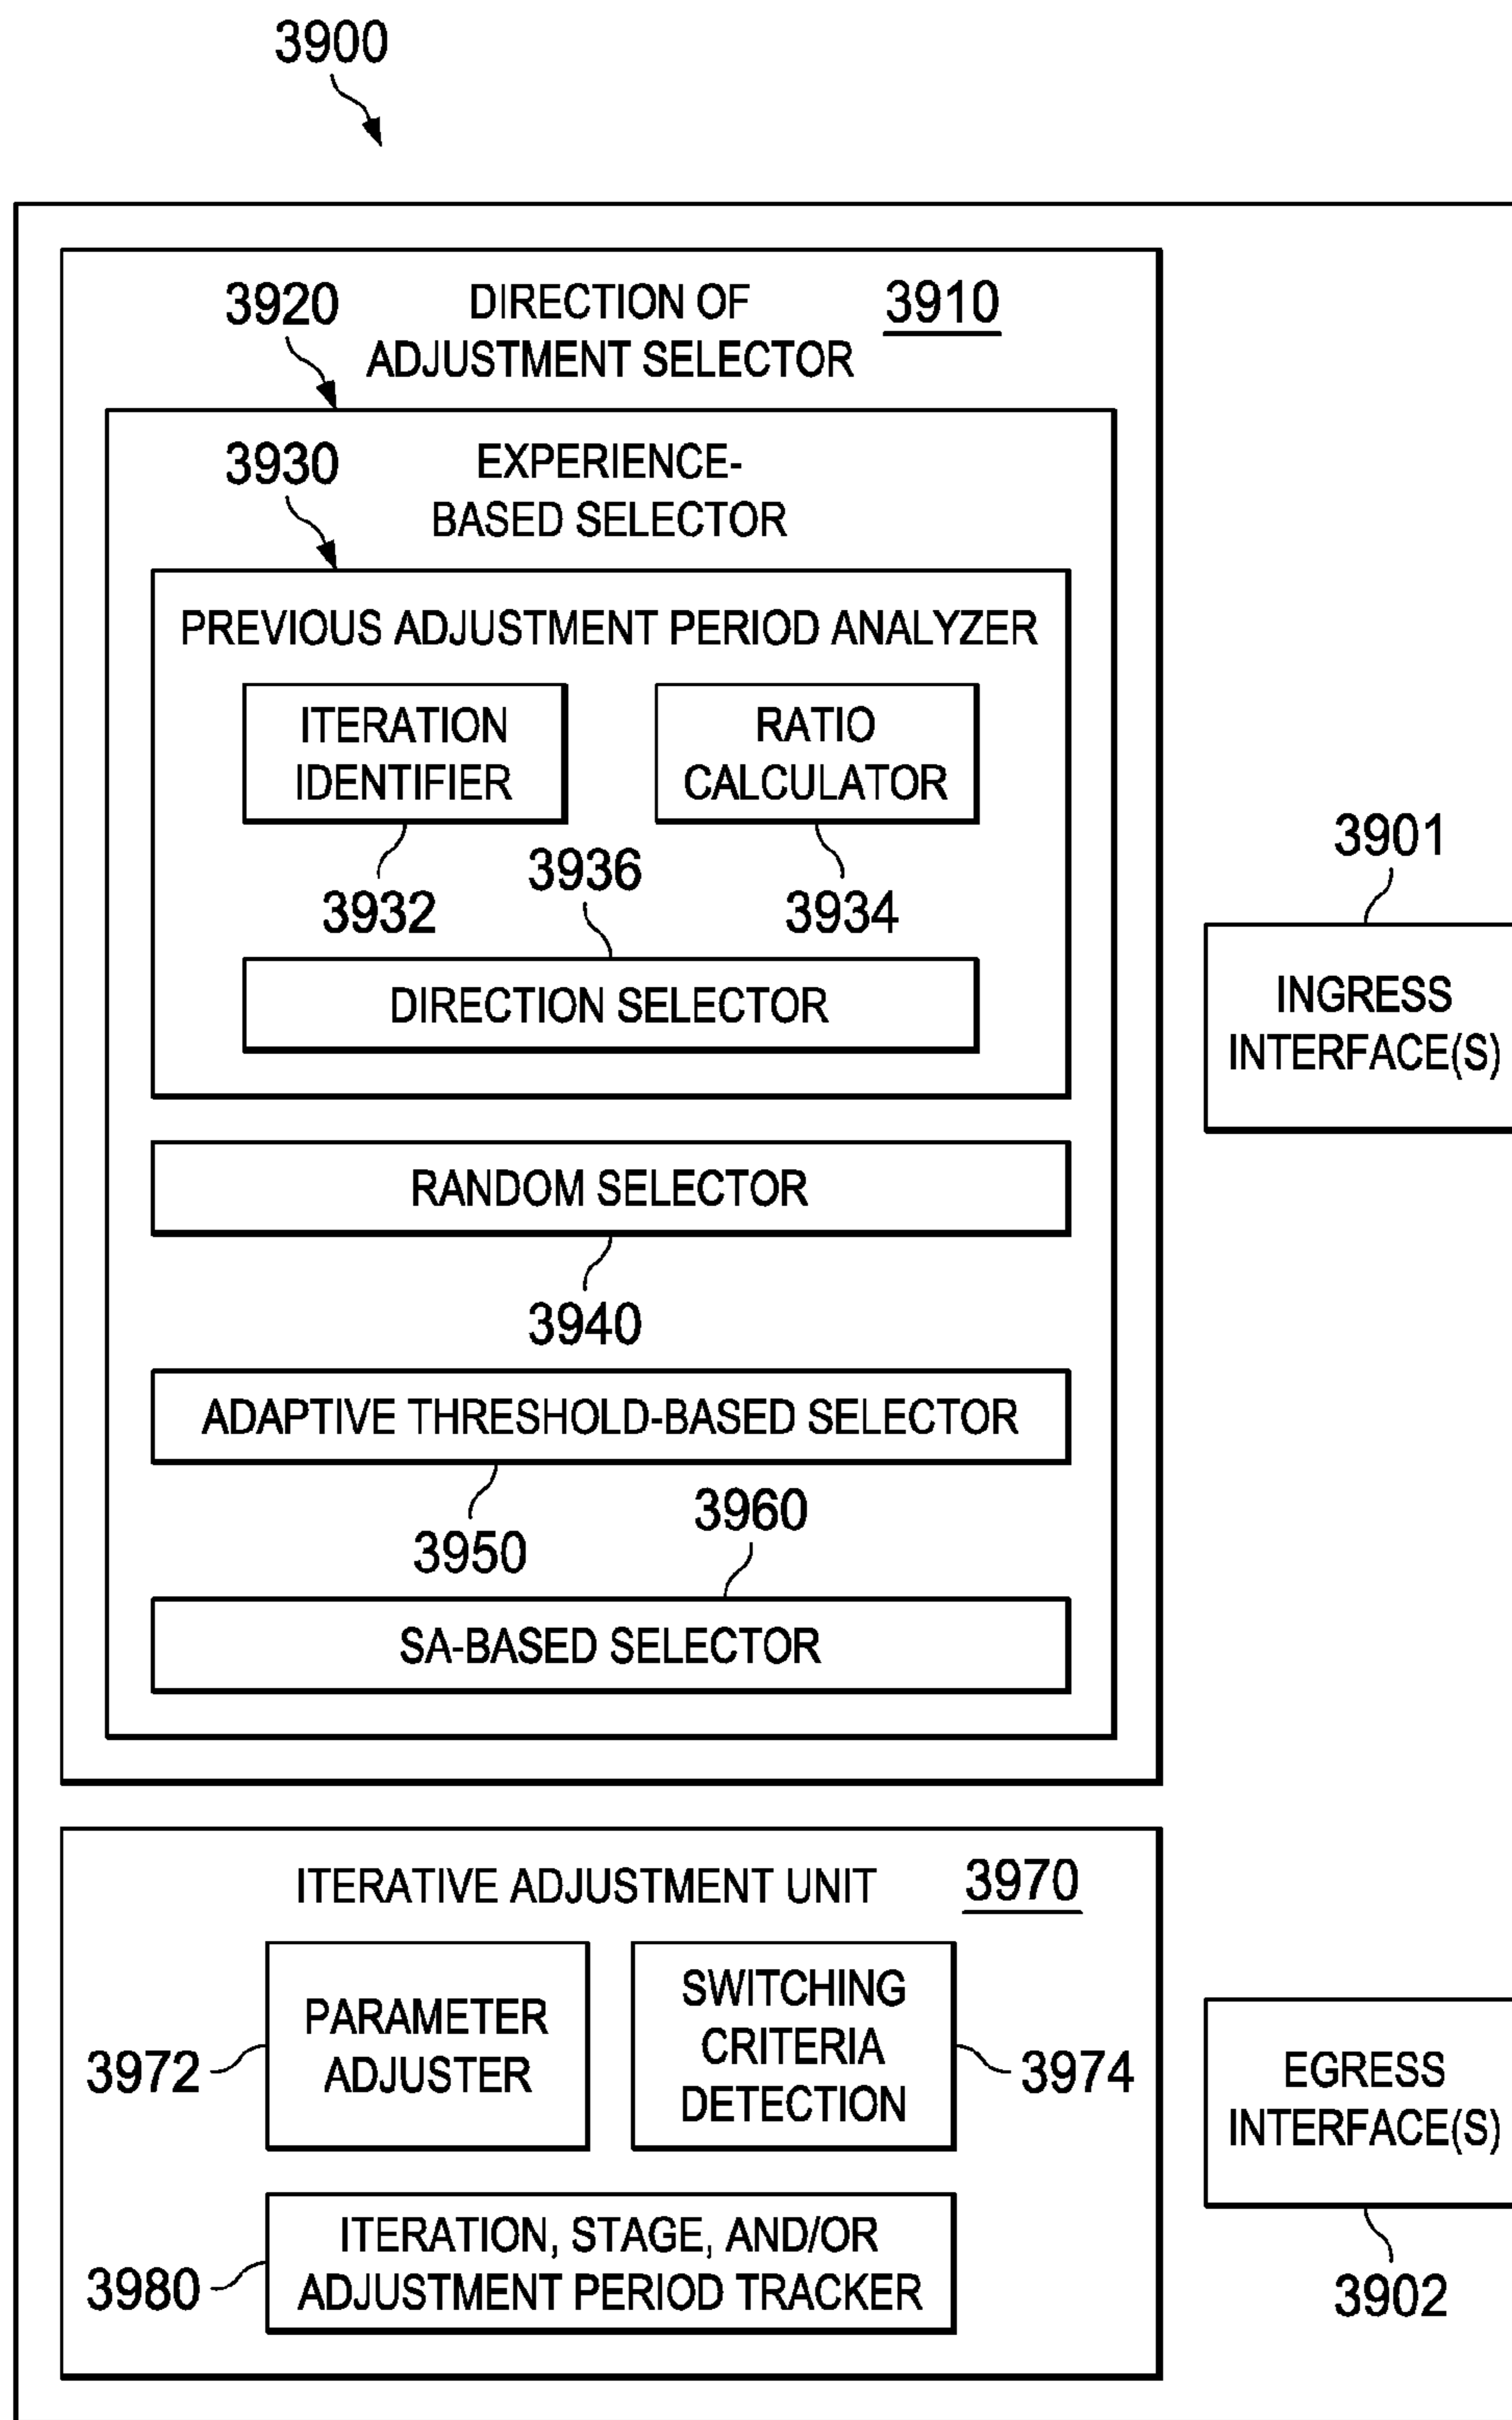 3900
3920
DIRECTION OF
ADJUSTMENT SELECTOR
3910
3930
EXPERIENCE-
BASED SELECTOR
PREVIOUS ADJUSTMENT PERIOD ANALYZER
ITERATION
IDENTIFIER
RATIO
CALCULATOR
3932
3936
3934
DIRECTION SELECTOR
3901
INGRESS
INTERFACE(S)
RANDOM SELECTOR
3940
ADAPTIVE THRESHOLD-BASED SELECTOR
3950
3960
SA-BASED SELECTOR
ITERATIVE ADJUSTMENT UNIT
3970
PARAMETER
ADJUSTER
3972
SWITCHING
CRITERIA
DETECTION
3974
ITERATION, STAGE, AND/OR
ADJUSTMENT PERIOD TRACKER
3980
EGRESS
INTERFACE(S)
3902